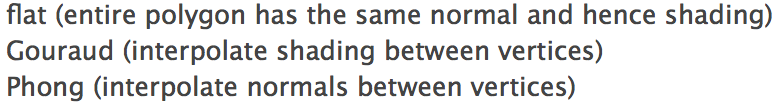 flat (entire polygon has the same normal and hence shading)
Gouraud (interpolate shading between vertices)
Phong (interpolate normals between vertices)